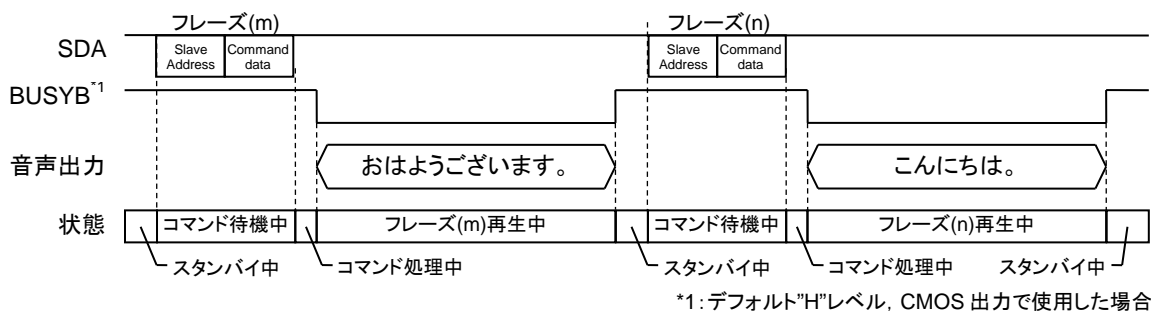 フレーズ(m) フレーズ(n)
SDA Slave Address Command data Slave Address Command data
BUSYB*1
音声出力 おはようございます。 こんにちは。
状態 コマンド待機中 フレーズ(m)再生中 コマンド待機中 フレーズ(n)再生中
スタンバイ中 コマンド処理中 スタンバイ中 コマンド処理中 スタンバイ中
*1:デフォルト"H"レベル, CMOS 出力で使用した場合